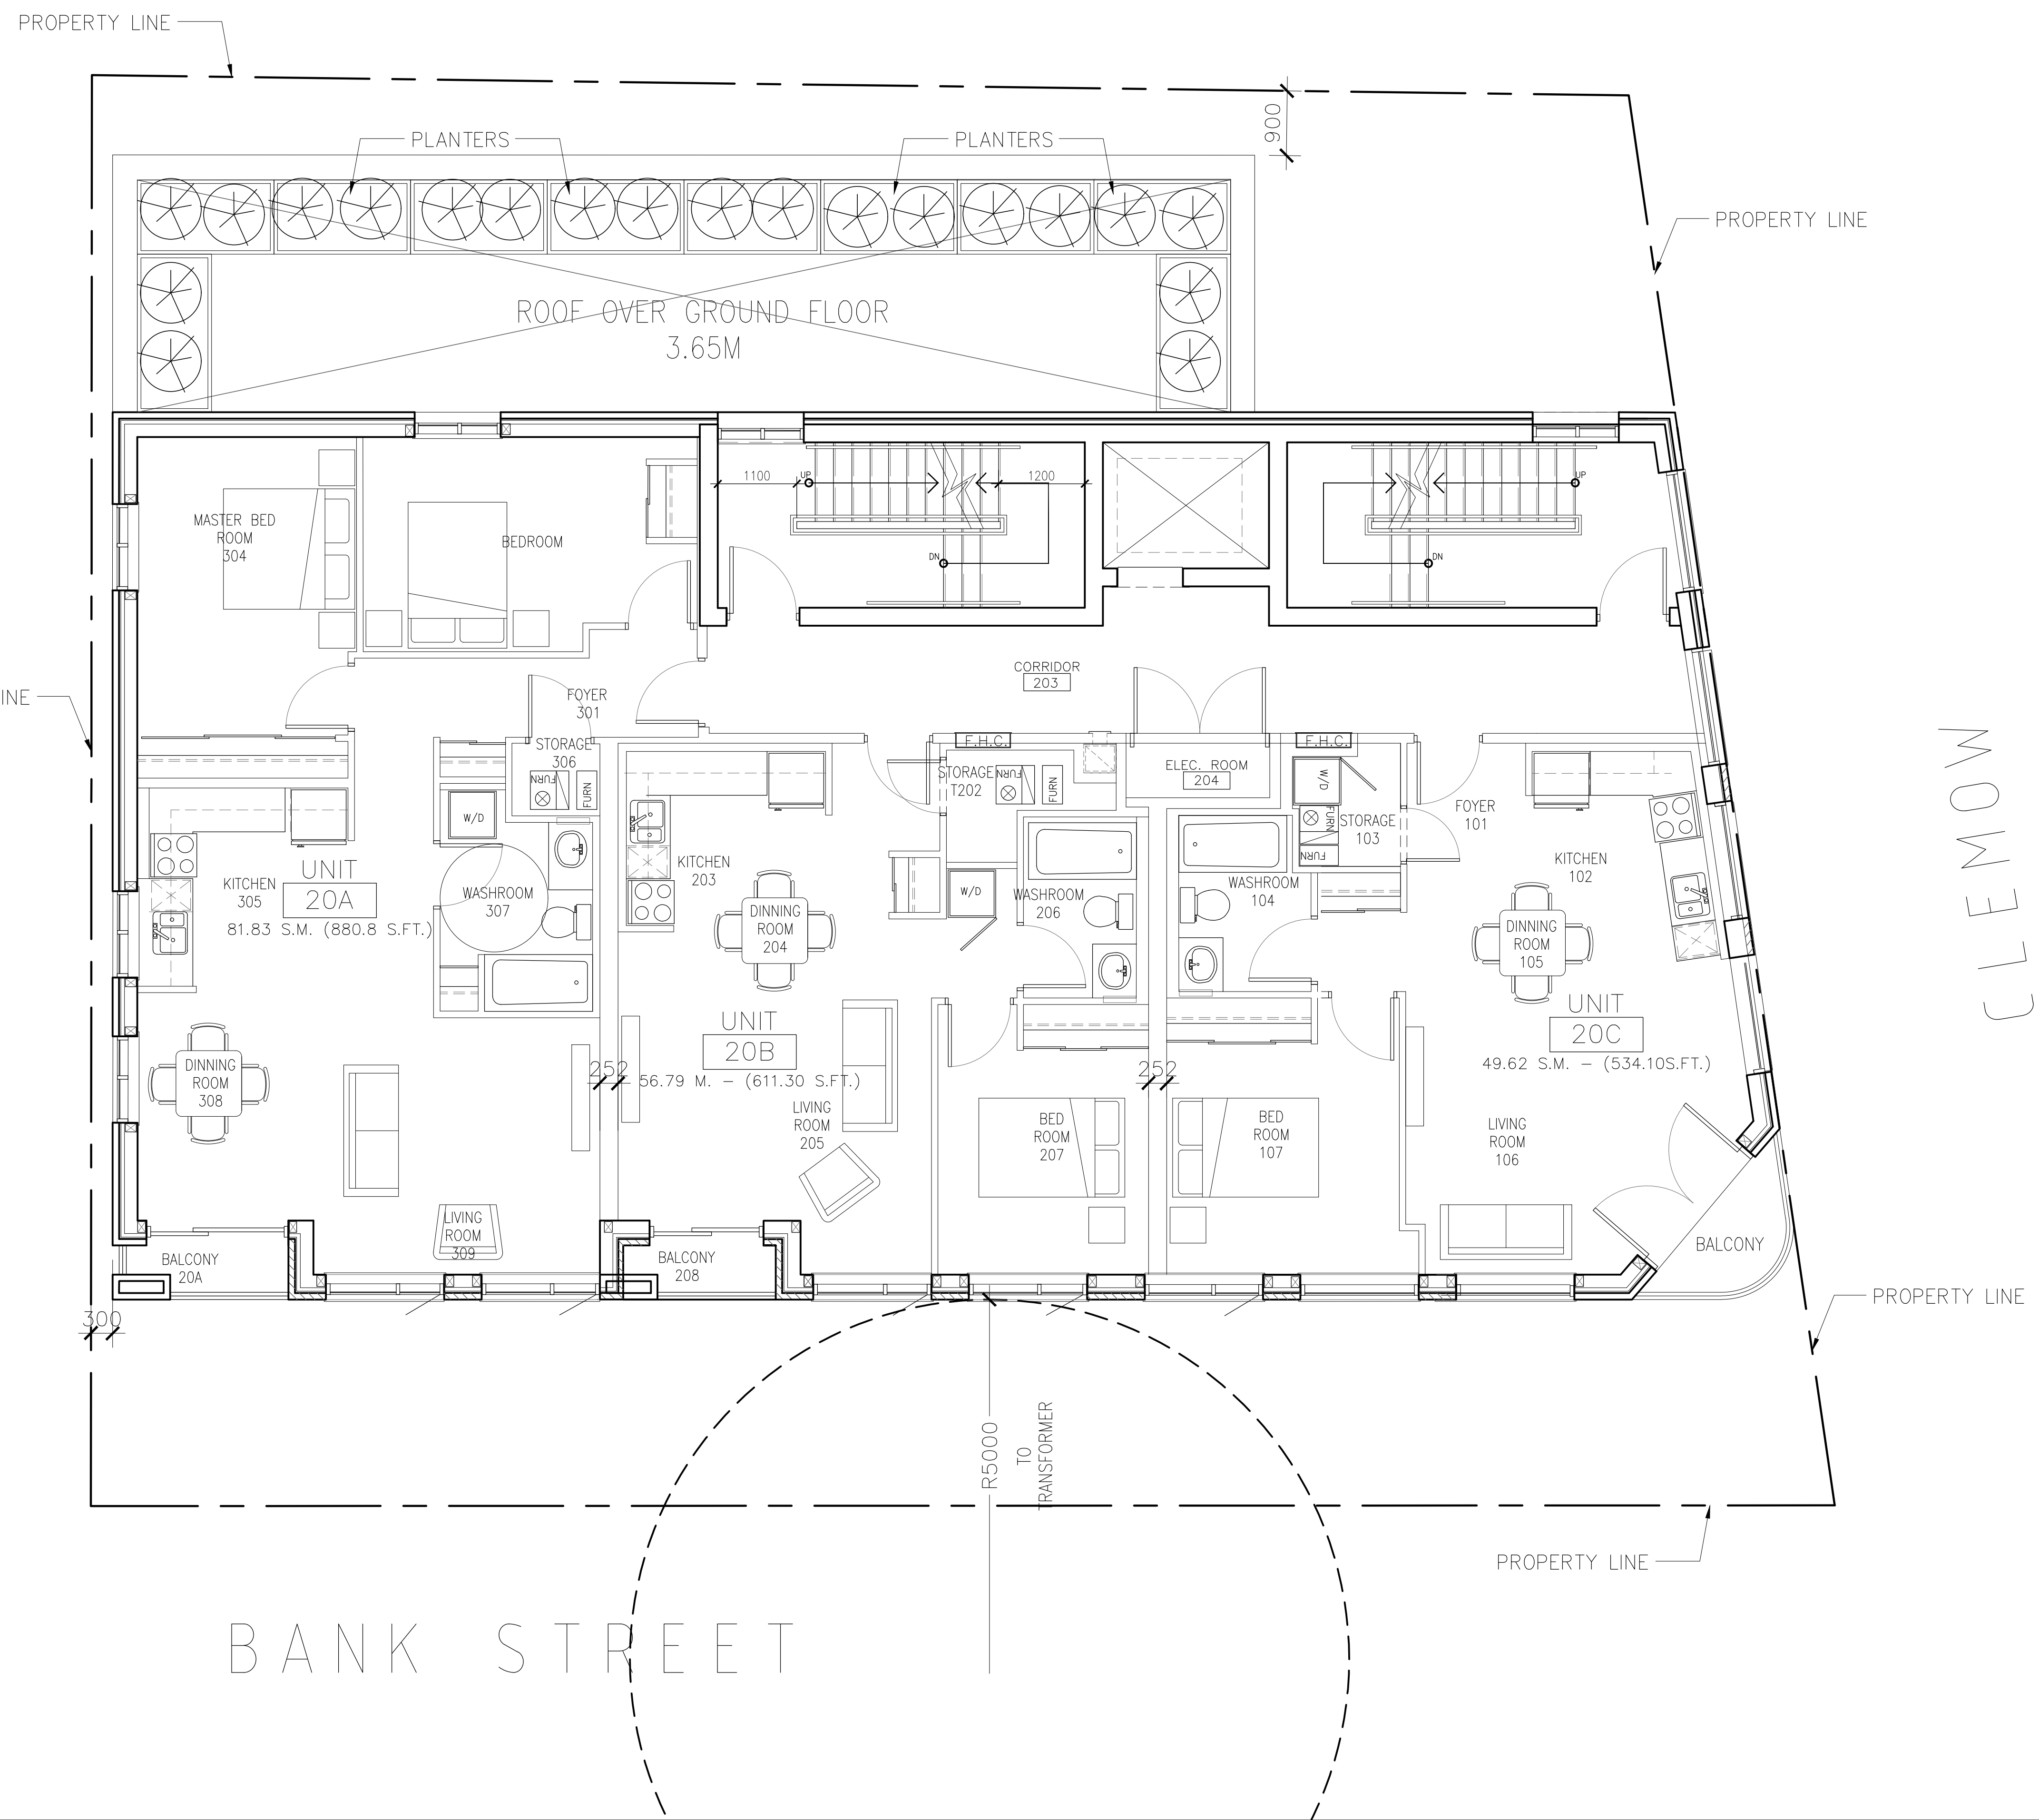 PROPERTY LINE
900
PLANTERS
PLANTERS
PROPERTY LINE
ROOF OVER GROUND FLOOR
3.65M
1100
UP
1200
UP
MASTER BED
ROOM
304
BEDROOM
DN
DN
CORRIDOR
203
INE
FOYER
301
F.H.C.
F.H.C.
STORAGE
306
FURN
FURN
STORAGE
T202
FURN
FURN
ELEC. ROOM
204
W/D
FURN
FURN
STORAGE
103
FOYER
101
W/D
UNIT
20A
KITCHEN
305
81.83 S.M. (880.8 S.FT.)
WASHROOM
307
KITCHEN
203
DINNING
ROOM
204
W/D
WASHROOM
206
WASHROOM
104
KITCHEN
102
DINNING
ROOM
105
CLEMOW
UNIT
20B
56.79 M. – (611.30 S.FT.)
UNIT
20C
49.62 S.M. – (534.10S.FT.)
252
252
DINNING
ROOM
308
LIVING
ROOM
205
BED
ROOM
207
BED
ROOM
107
LIVING
ROOM
106
LIVING
ROOM
309
BALCONY
20A
BALCONY
208
BALCONY
300
PROPERTY LINE
R5000
TO
TRANSFORMER
PROPERTY LINE
BANK STREET